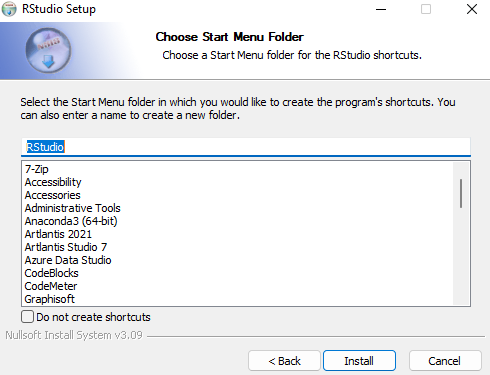 RStudio Setup
Choose Start Menu Folder
Choose a Start Menu folder for the RStudio shortcuts.
Select the Start Menu folder in which you would like to create the program's shortcuts. You
can also enter a name to create a new folder.
RStudio
7-Zip
Accessibility
Accessories
Administrative Tools
Anaconda3 (64-bit)
Artlantis 2021
Artlantis Studio 7
Azure Data Studio
CodeBlocks
CodeMeter
Graphisoft
Do not create shortcuts
Nullsoft Install System v3.09
< Back
Install
Cancel